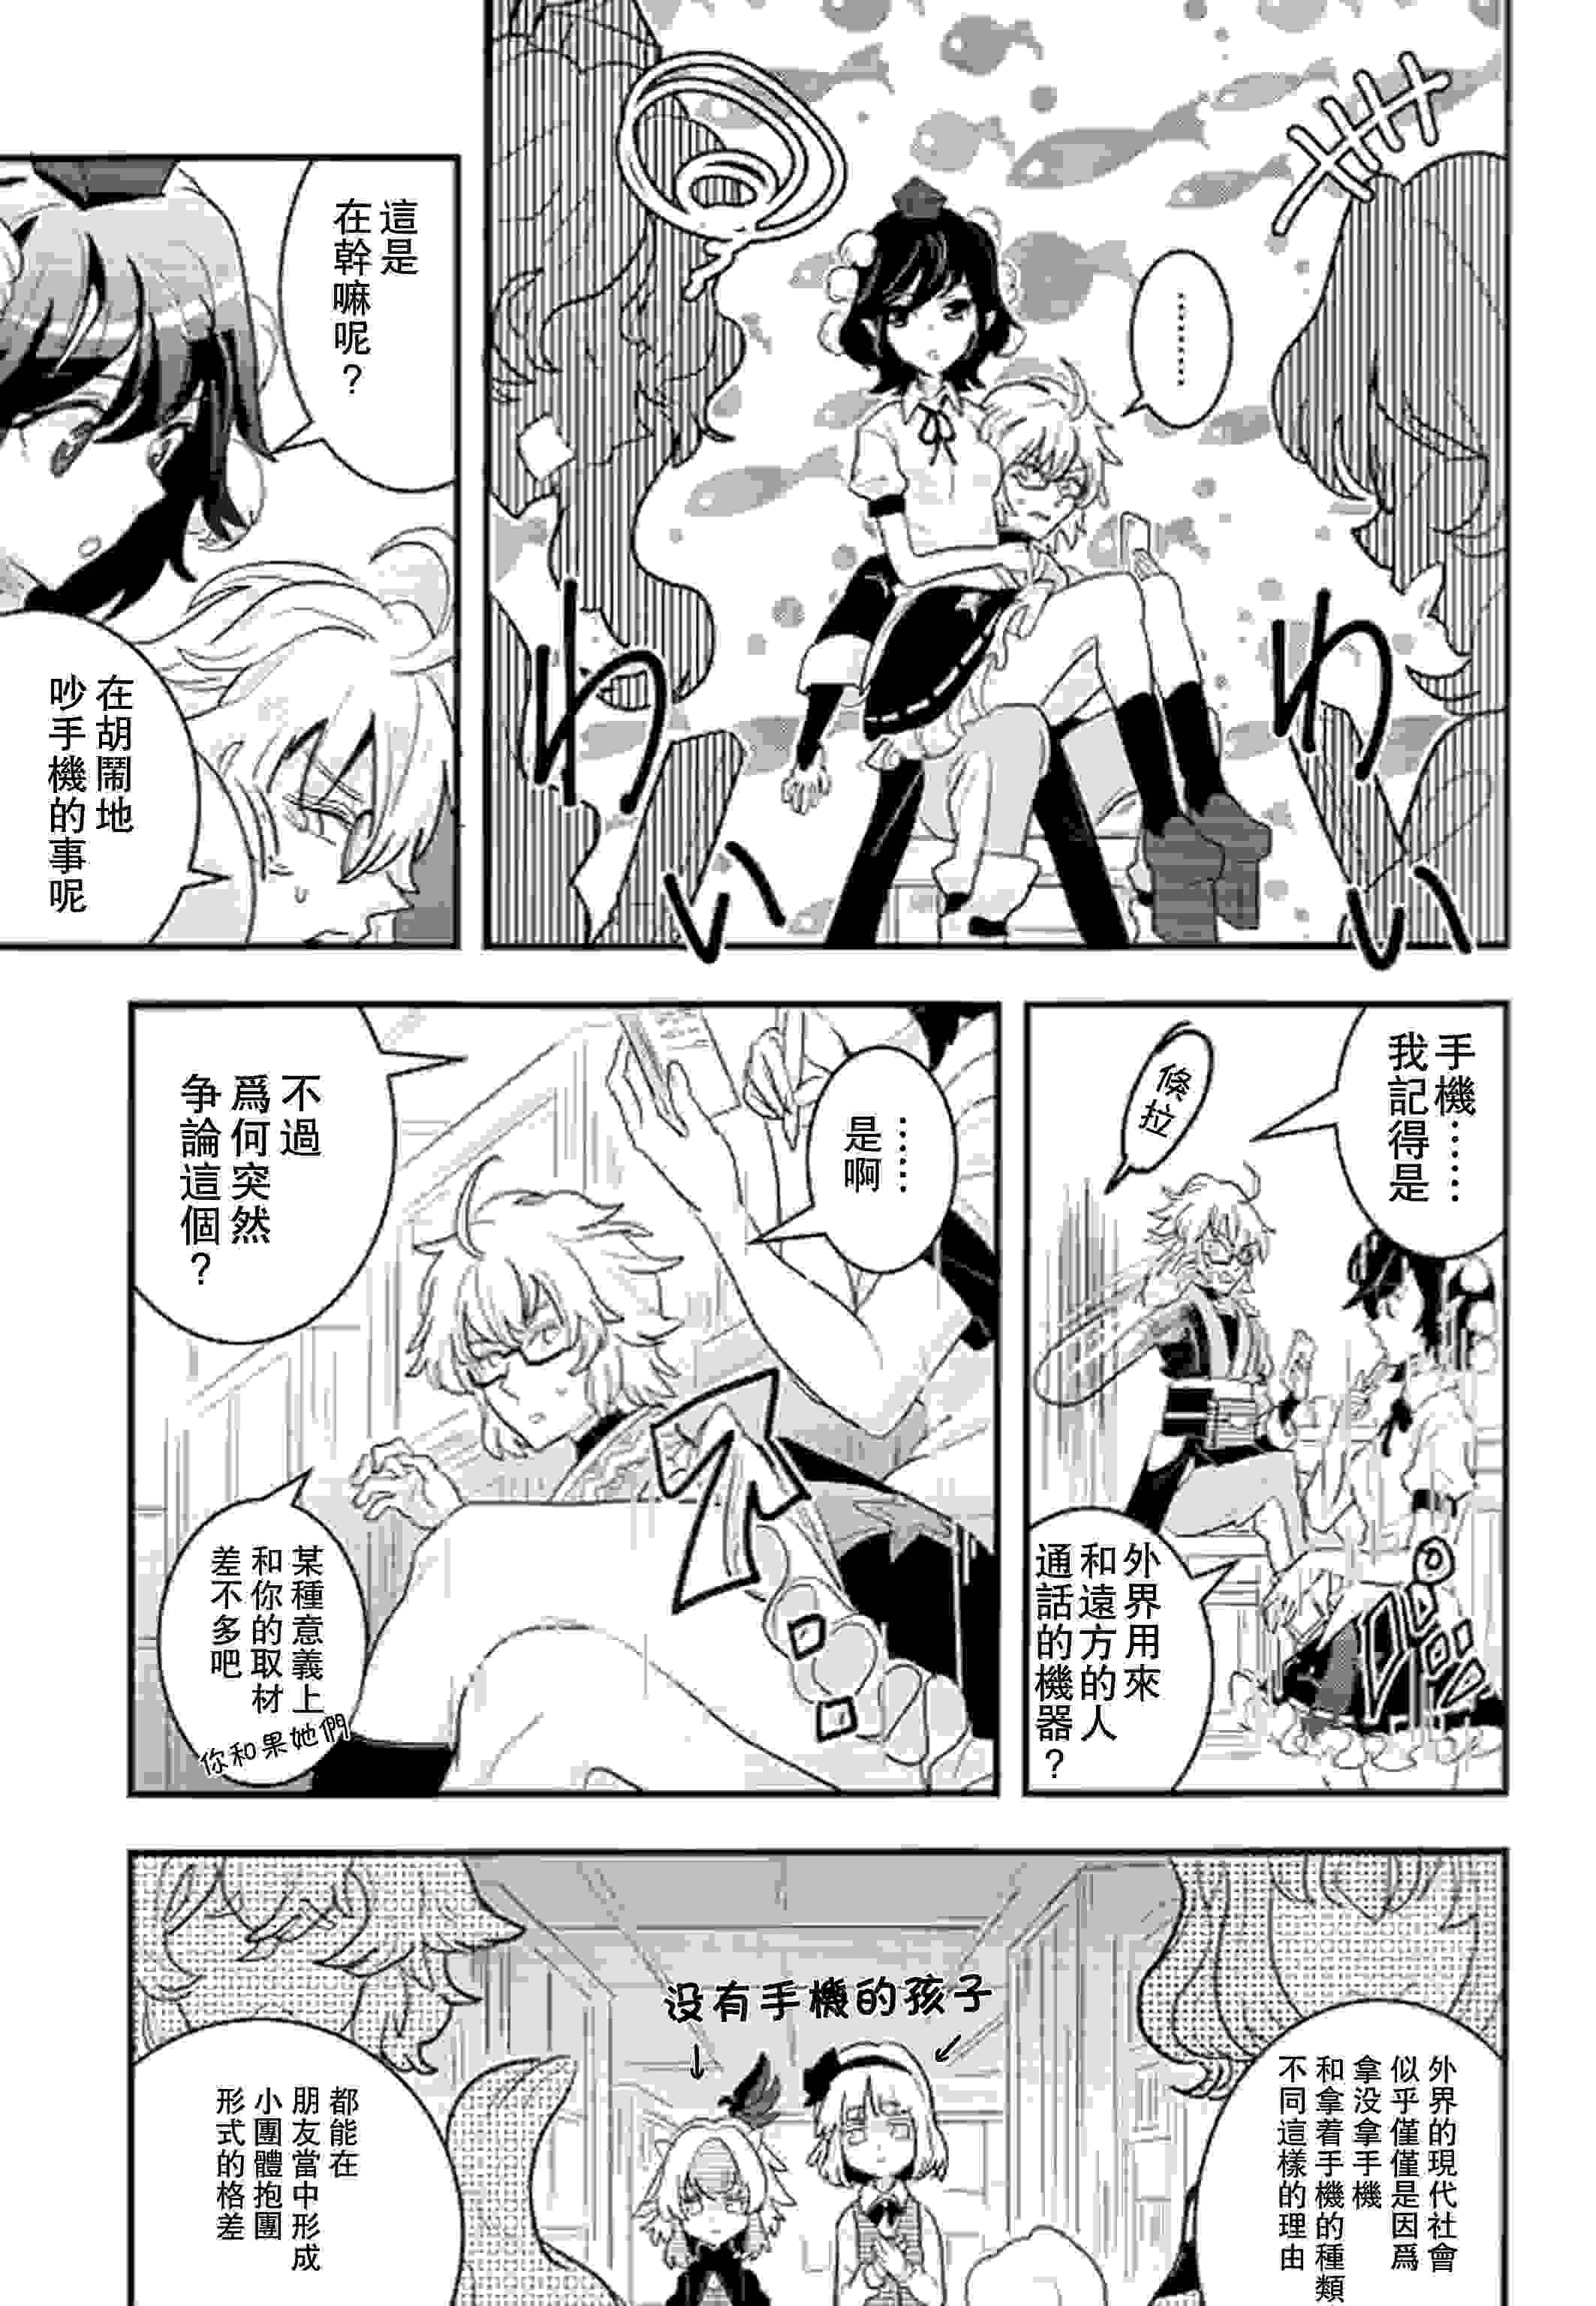 ………
わい
わい
這是
在幹嘛呢？
在胡鬧地
吵手機的事呢
手機……
我記得是
倏拉
外界用來
和遠方的人
通話的機器？
……
是啊
不過
爲何突然
争論這個？
某種意義上
和你的取材
差不多吧
你和果她們
没有手機的孩子
外界的現代社會
似乎僅僅是因爲
拿没拿手機
和拿着手機的種類
不同這樣的理由
都能在
朋友當中形成
小團體抱團
形式的格差